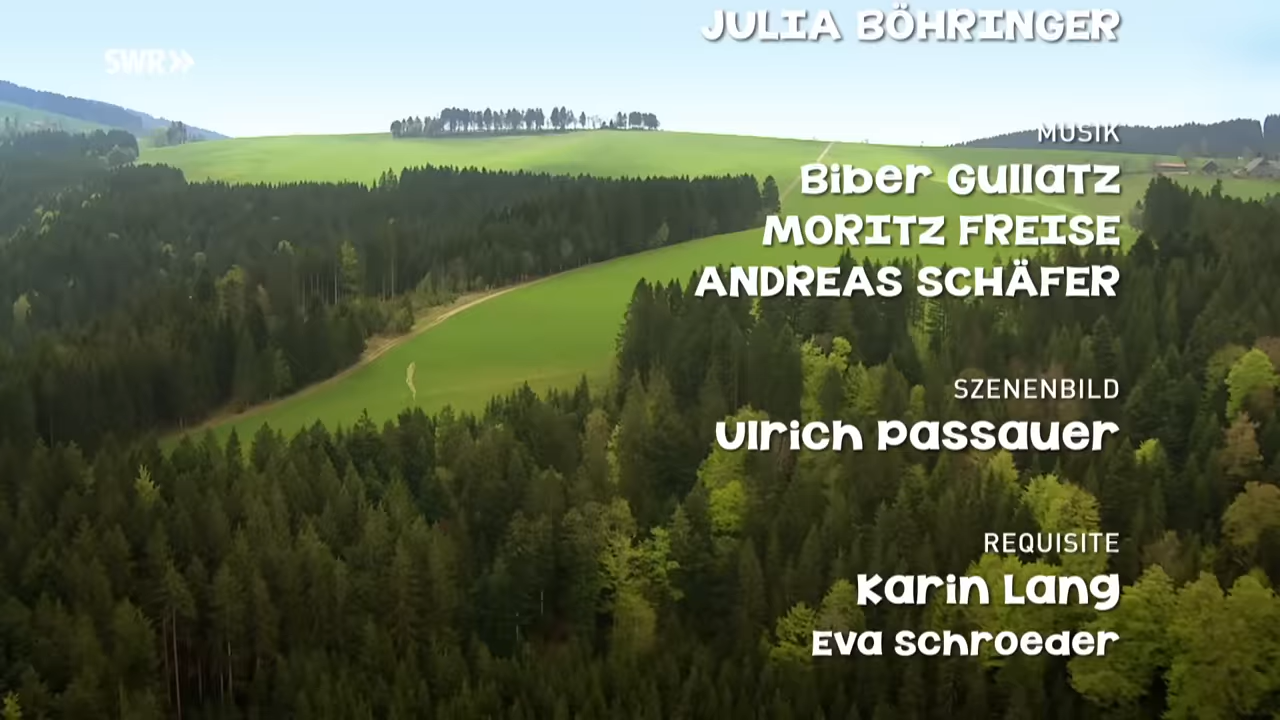 JULIA BÖHRINGER
SWR»
MUSIK
Biber Gullatz
MORITZ FREISE
ANDREAS SCHÄFER
SZENENBILD
Ulrich Passauer
REQUISITE
Karin Lang
Eva Schroeder